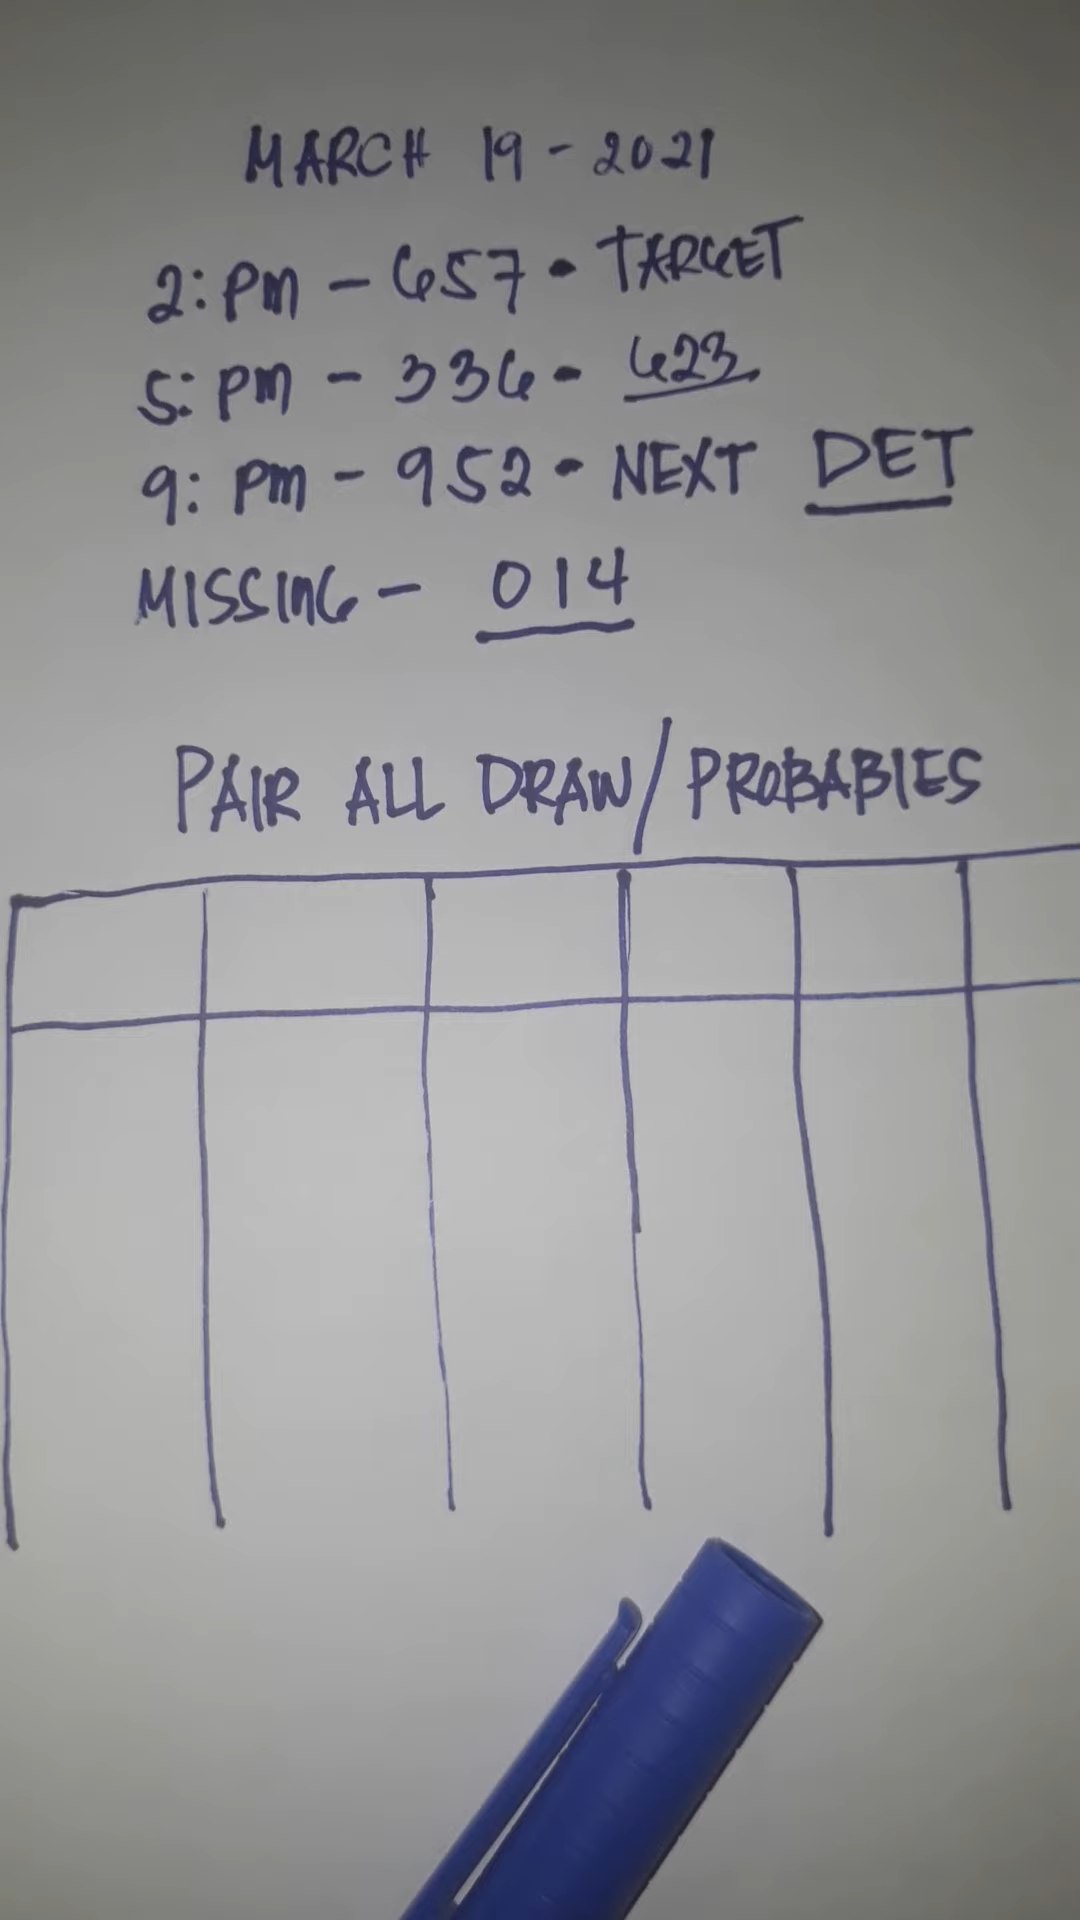 MARCH 19-2021
2:PM - 657 • TARGET
5:PM - 336 - 623
9:PM - 952 - NEXT DET
MISSING - 014
PAIR ALL DRAW/PROBABIES